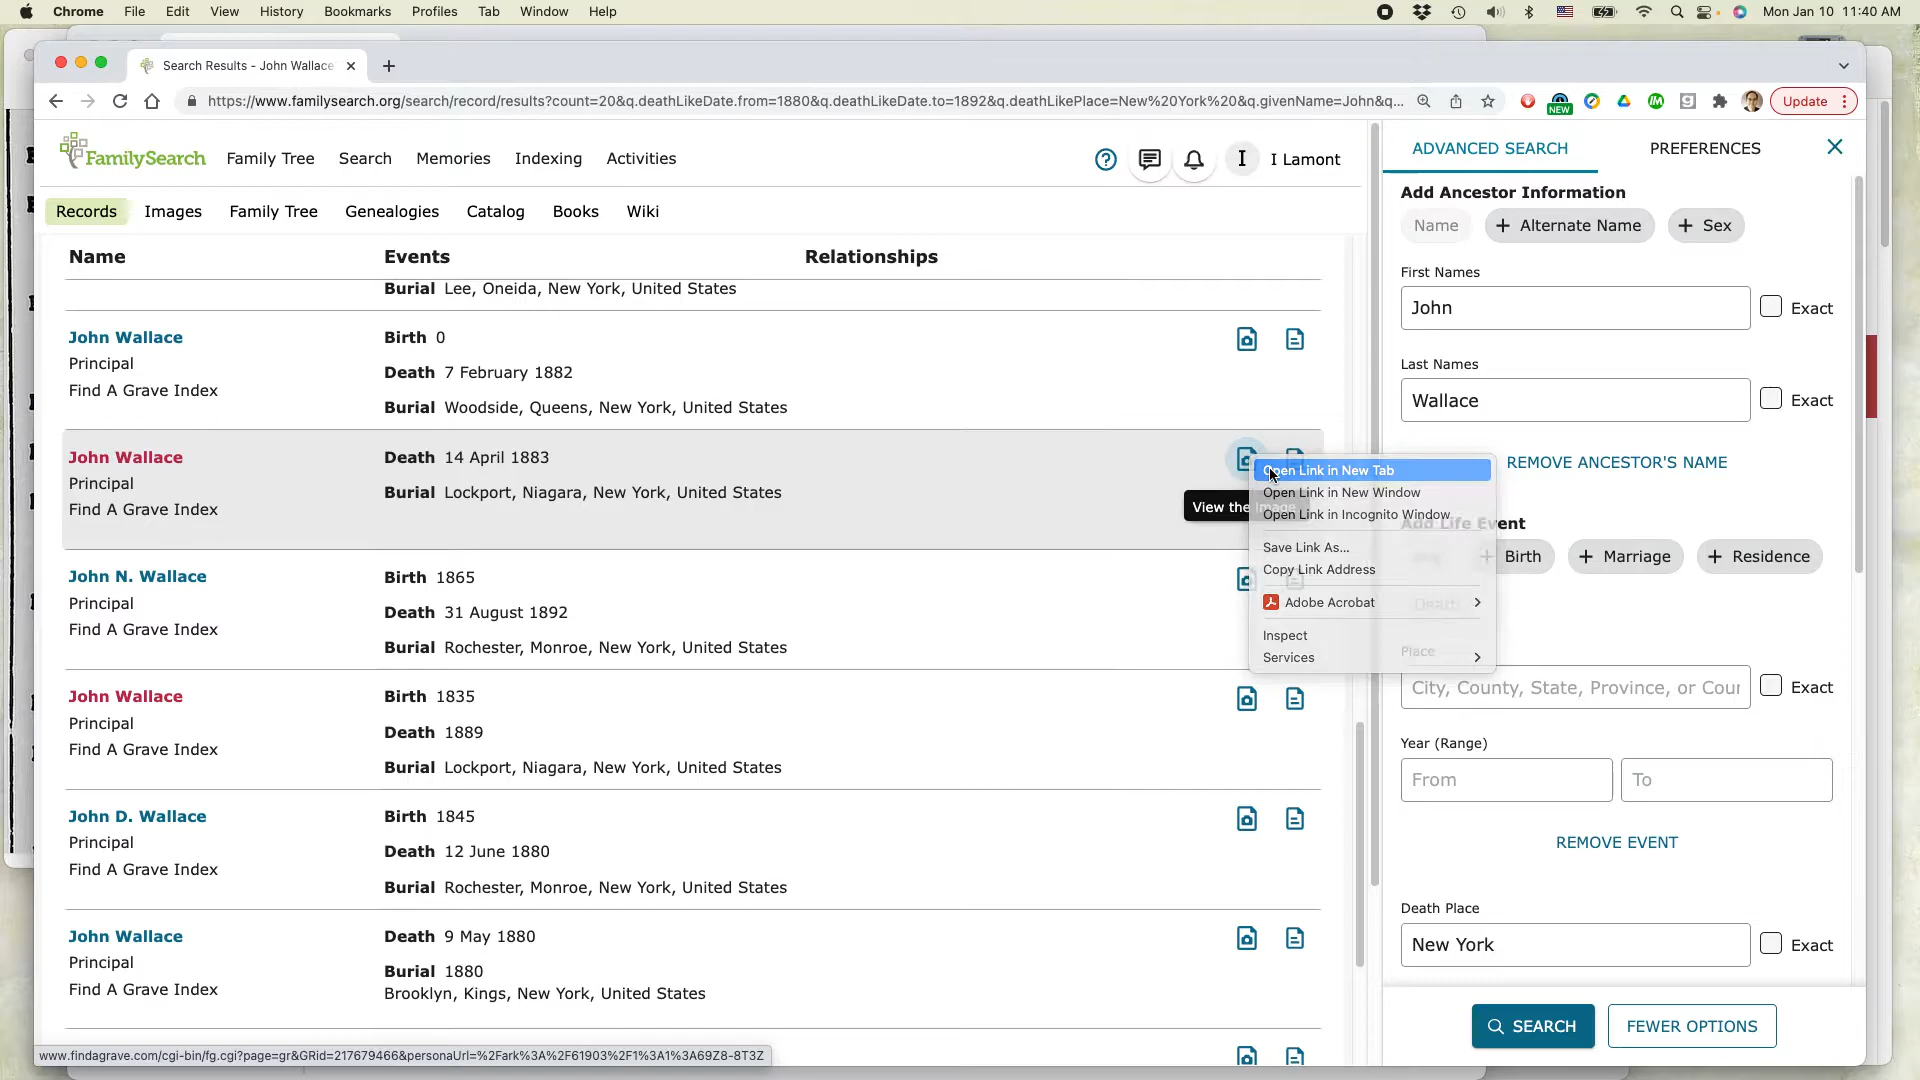 Chrome File Edit View History Bookmarks Profiles Tab Window Help
Mon Jan 10 11:40 AM
Search Results - John Wallace
https://www.familysearch.org/search/record/results?count=20&q.deathLikeDate.from=1880&q.deathLikeDate.to=1892&q.deathLikePlace=New%20York%20&q.givenName=John&q...
NEW
Update
FamilySearch Family Tree Search Memories Indexing Activities
I I Lamont
Records Images Family Tree Genealogies Catalog Books Wiki
Name Events Relationships
Burial Lee, Oneida, New York, United States
John Wallace
Principal
Find A Grave Index
Birth 0
Death 7 February 1882
Burial Woodside, Queens, New York, United States
John Wallace
Principal
Find A Grave Index
Death 14 April 1883
Burial Lockport, Niagara, New York, United States
View the Image
John N. Wallace
Principal
Find A Grave Index
Birth 1865
Death 31 August 1892
Burial Rochester, Monroe, New York, United States
John Wallace
Principal
Find A Grave Index
Birth 1835
Death 1889
Burial Lockport, Niagara, New York, United States
John D. Wallace
Principal
Find A Grave Index
Birth 1845
Death 12 June 1880
Burial Rochester, Monroe, New York, United States
John Wallace
Principal
Find A Grave Index
Death 9 May 1880
Burial 1880
Brooklyn, Kings, New York, United States
Open Link in New Tab
Open Link in New Window
Open Link in Incognito Window
Save Link As...
Copy Link Address
Adobe Acrobat
Inspect
Services
ADVANCED SEARCH PREFERENCES
Add Ancestor Information
Name + Alternate Name + Sex
First Names
John
Exact
Last Names
Wallace
Exact
REMOVE ANCESTOR'S NAME
Add Life Event
+ Birth + Marriage + Residence
Death
Place
City, County, State, Province, or Cour
Exact
Year (Range)
From To
REMOVE EVENT
Death Place
New York
Exact
SEARCH FEWER OPTIONS
www.findagrave.com/cgi-bin/fg.cgi?page=gr&GRid=217679466&personaUrl=%2Fark%3A%2F61903%2F1%3A1%3A69Z8-8T3Z